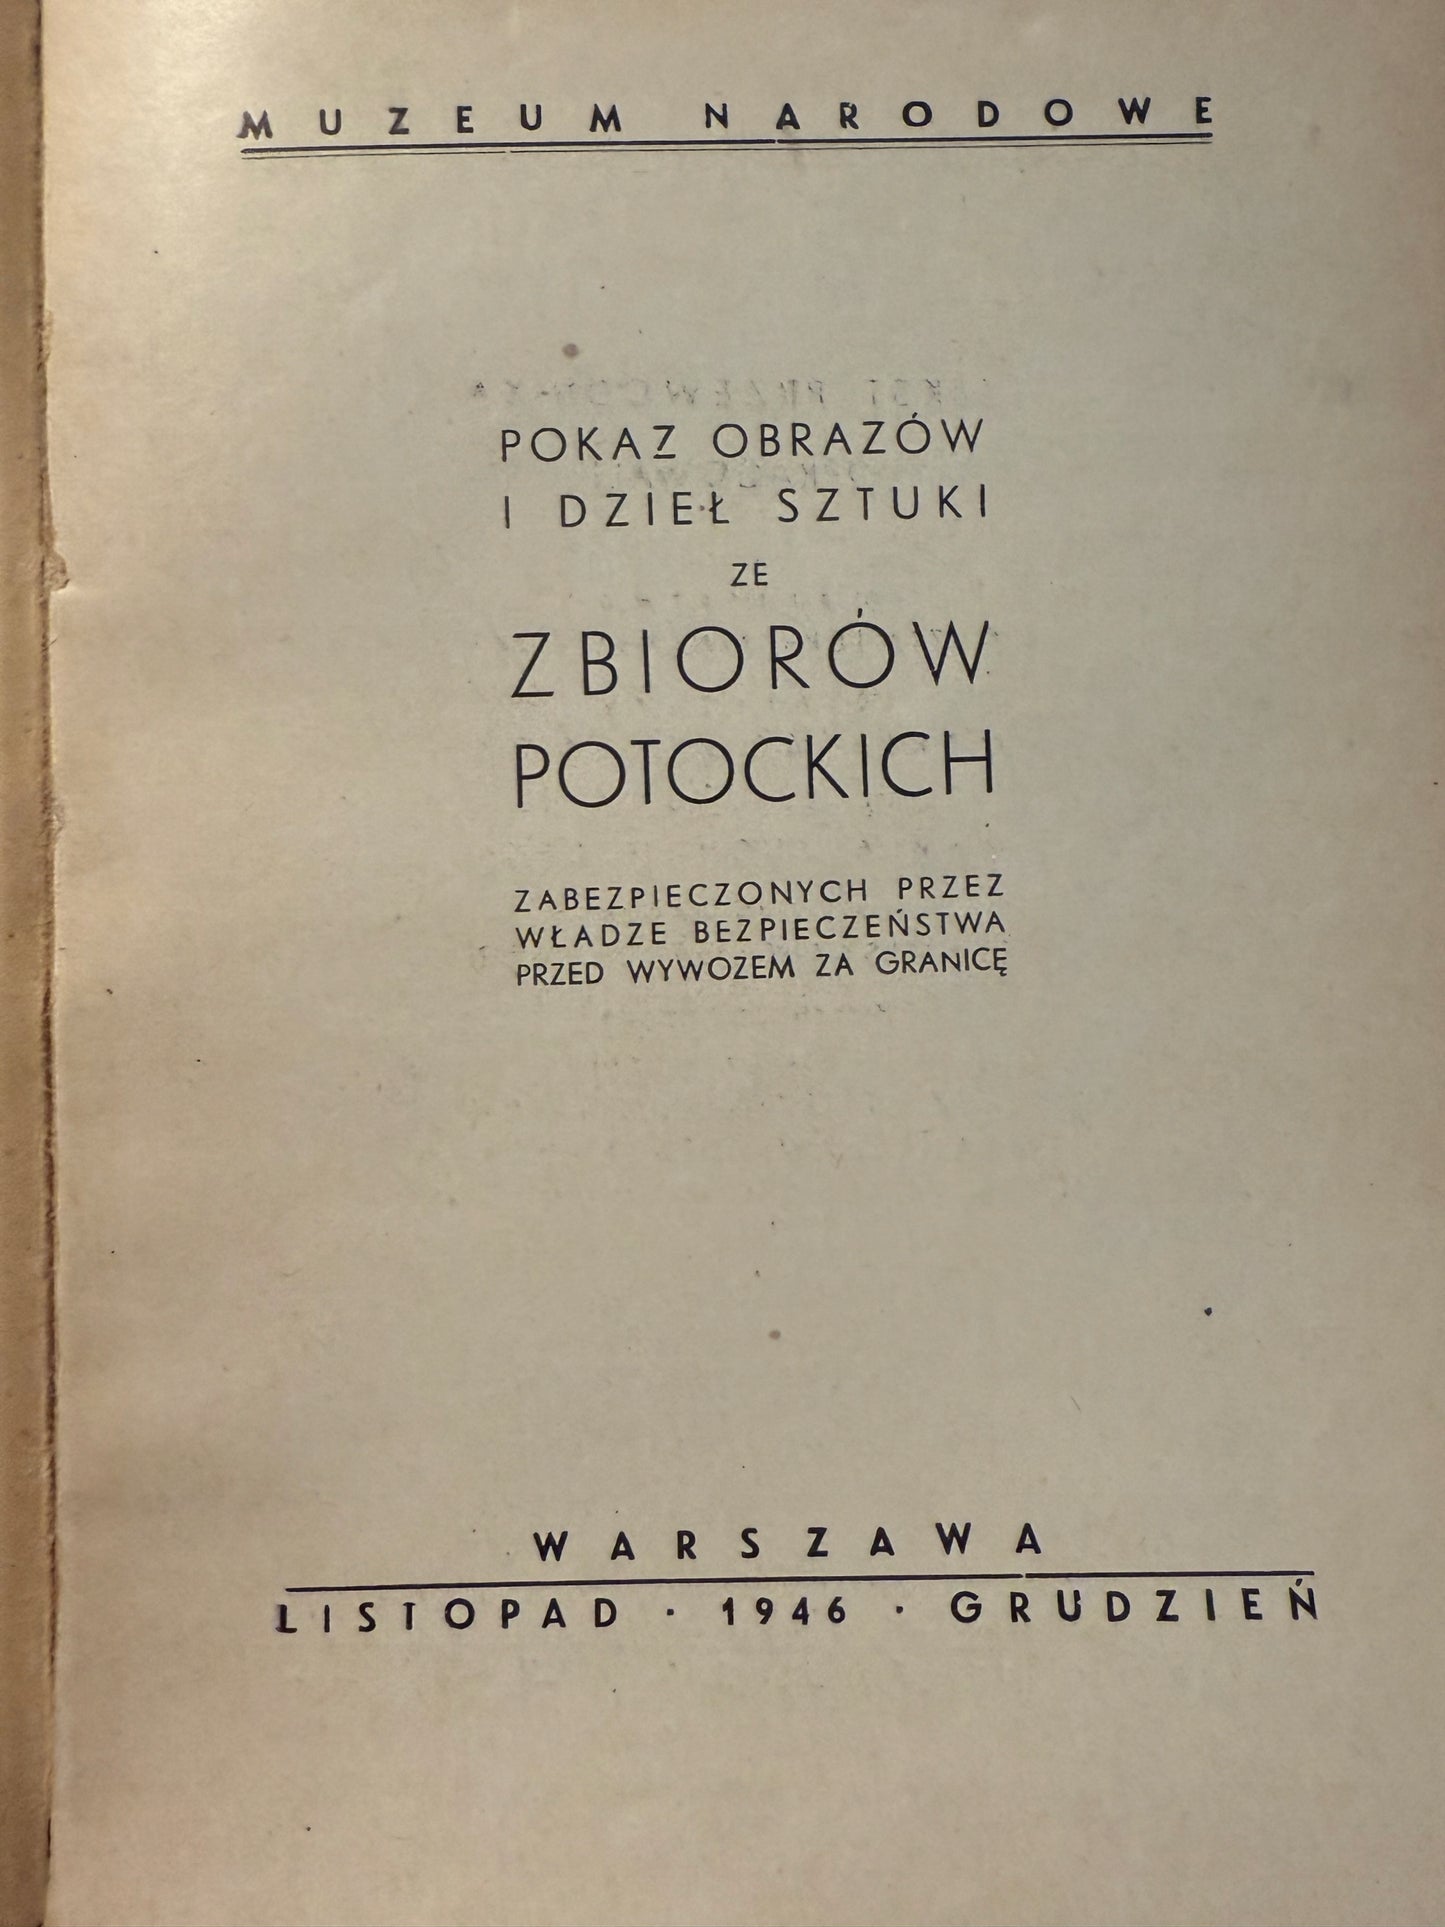 MUZEUM NARODOWE
POKAZ OBRAZÓW
I DZIEŁ SZTUKI
ZE
ZBIORÓW
POTOCKICH
ZABEZPIECZONYCH PRZEZ
WŁADZE BEZPIECZEŃSTWA
PRZED WYWOZEM ZA GRANICĘ
WARSZAWA
LISTOPAD · 1946 · GRUDZIEŃ